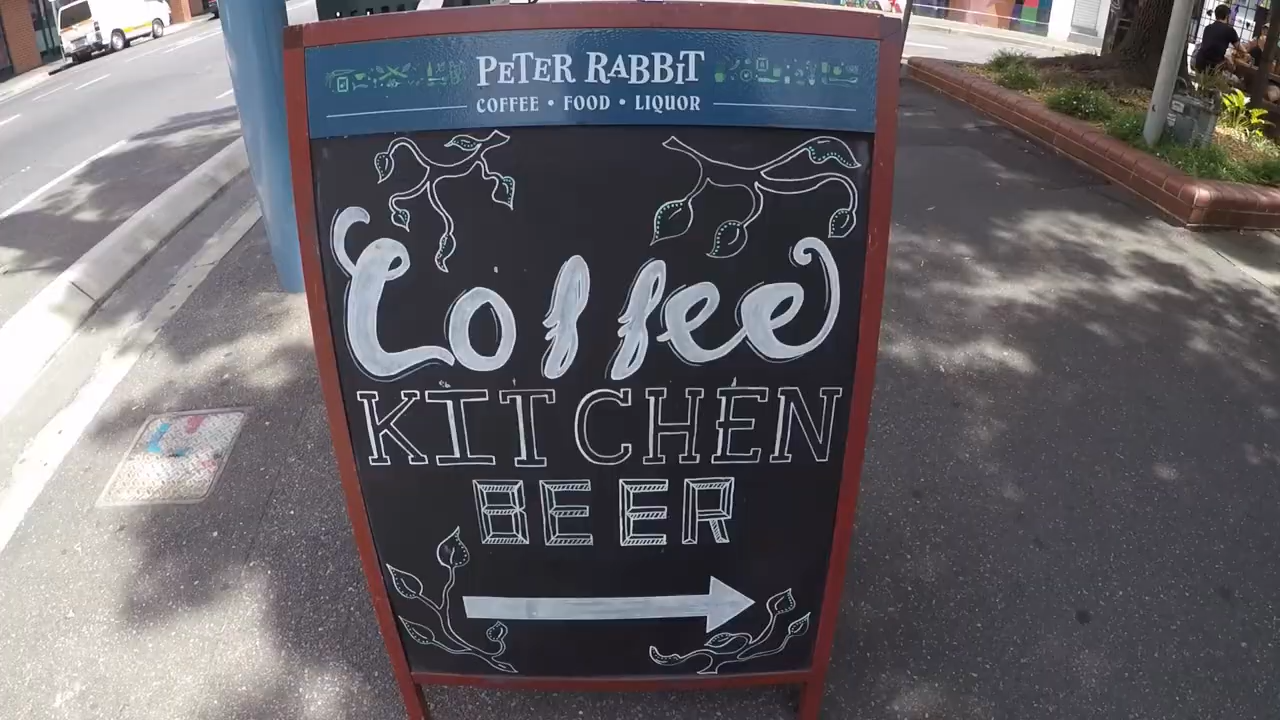 PETER RABBIT
COFFEE • FOOD • LIQUOR
Coffee
KITCHEN
BEER